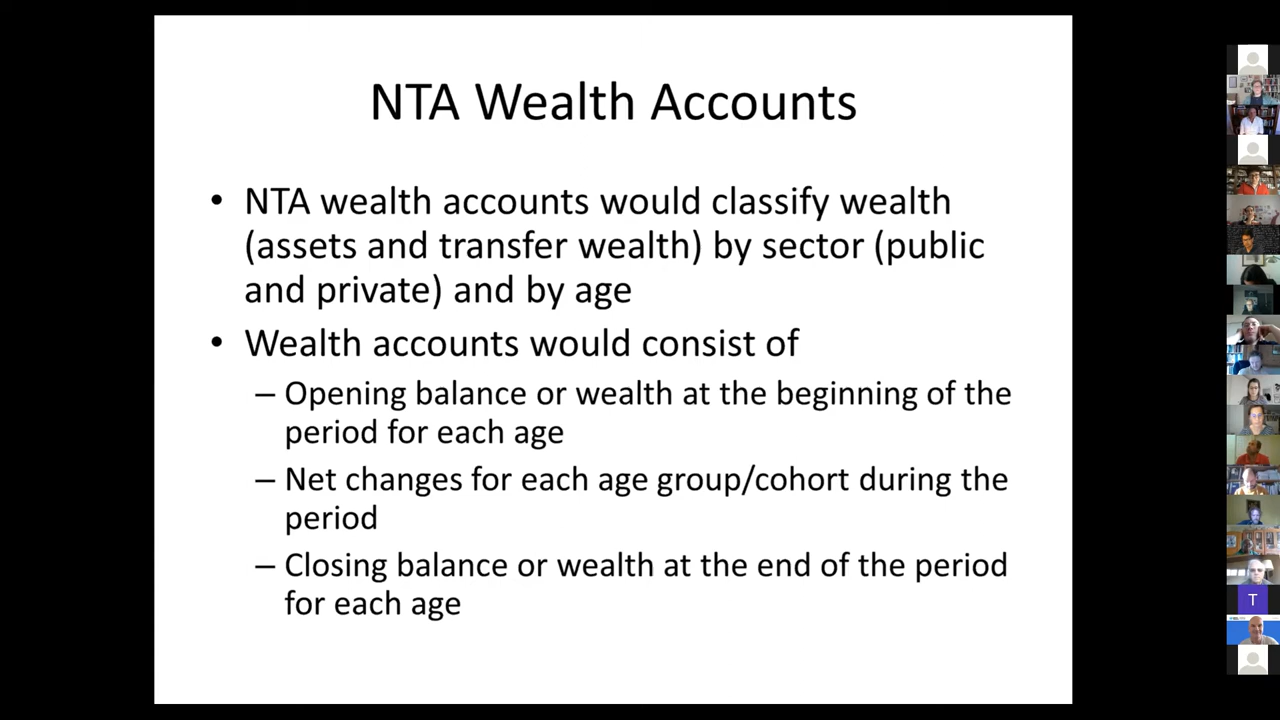 NTA Wealth Accounts
• NTA wealth accounts would classify wealth
(assets and transfer wealth) by sector (public
and private) and by age
• Wealth accounts would consist of
– Opening balance or wealth at the beginning of the
period for each age
– Net changes for each age group/cohort during the
period
– Closing balance or wealth at the end of the period
for each age
T